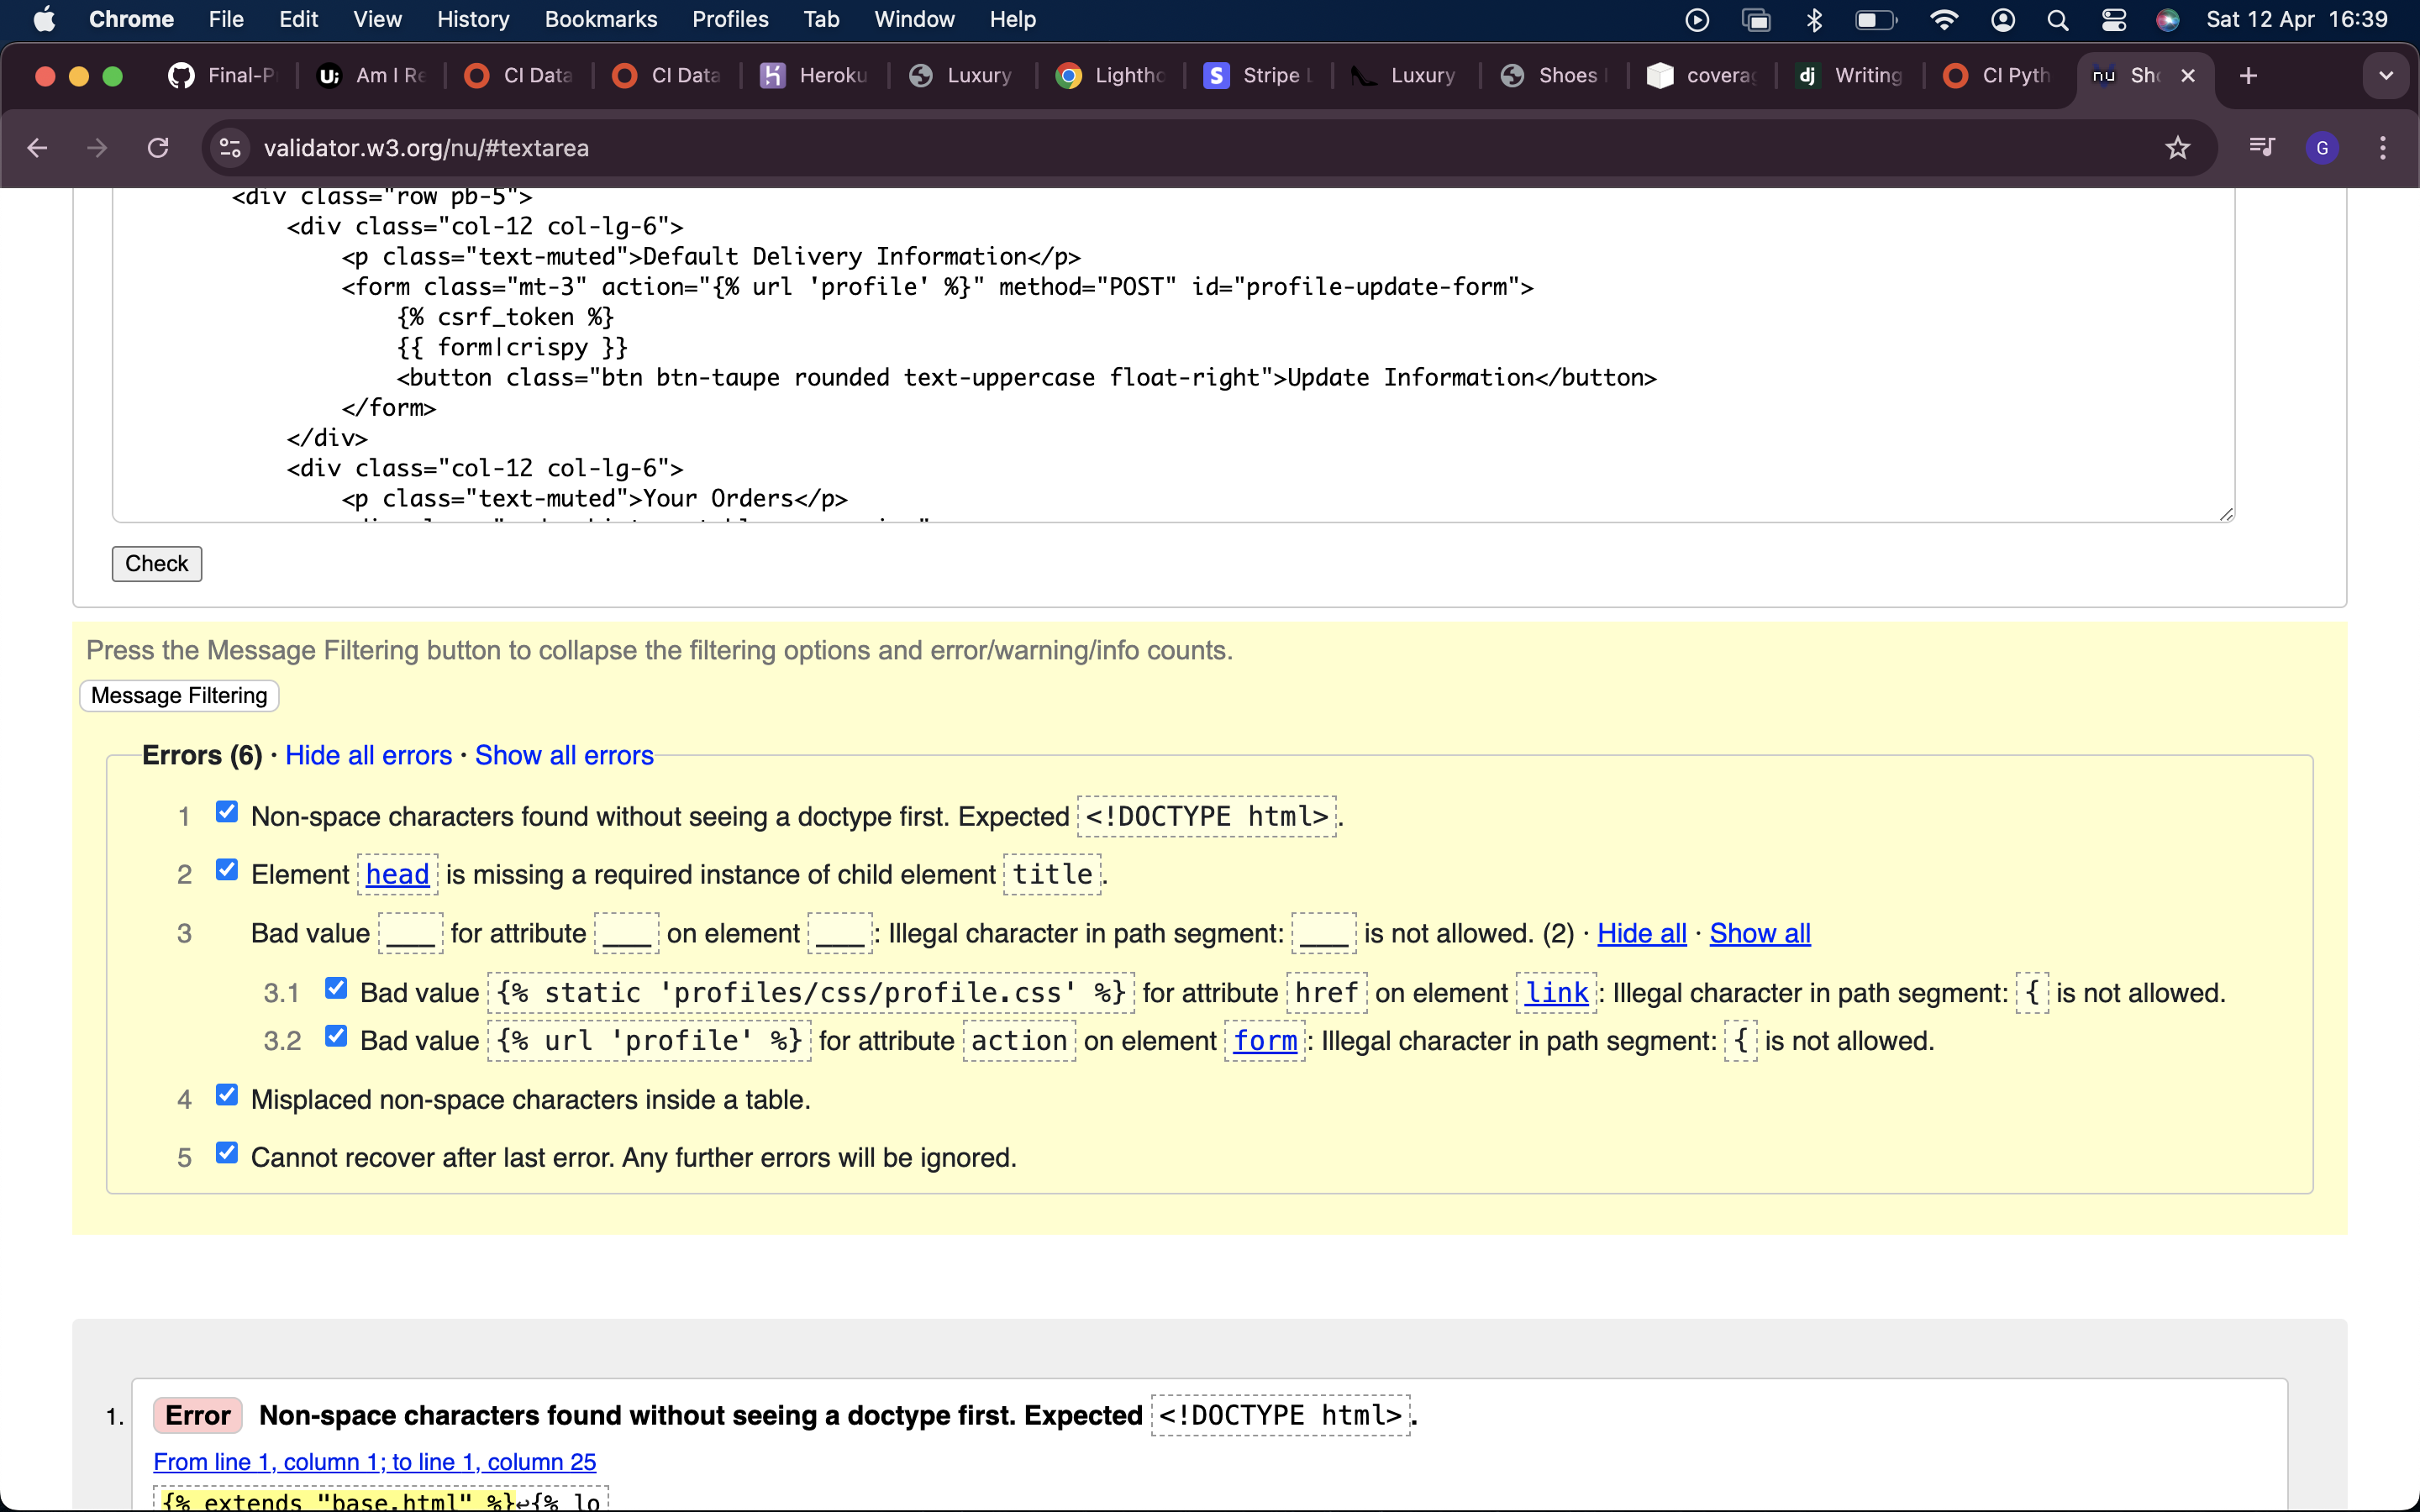 Chrome File Edit View History Bookmarks Profiles Tab Window Help Sat 12 Apr 16:39
Final-P Am I Re CI Data CI Data Heroku Luxury Lightho Stripe L Luxury Shoes coverag Writing CI Pyth Sho
validator.w3.org/nu/#textarea G
<div class="row pb-5">
<div class="col-12 col-lg-6">
<p class="text-muted">Default Delivery Information</p>
<form class="mt-3" action="{% url 'profile' %}" method="POST" id="profile-update-form">
{% csrf_token %}
{{ form|crispy }}
<button class="btn btn-taupe rounded text-uppercase float-right">Update Information</button>
</form>
</div>
<div class="col-12 col-lg-6">
<p class="text-muted">Your Orders</p>
Check
Press the Message Filtering button to collapse the filtering options and error/warning/info counts.
Message Filtering
Errors (6) · Hide all errors · Show all errors
1 Non-space characters found without seeing a doctype first. Expected <!DOCTYPE html>.
2 Element head is missing a required instance of child element title.
3 Bad value ___ for attribute ___ on element ___: Illegal character in path segment: ___ is not allowed. (2) · Hide all · Show all
3.1 Bad value {% static 'profiles/css/profile.css' %} for attribute href on element link: Illegal character in path segment: { is not allowed.
3.2 Bad value {% url 'profile' %} for attribute action on element form: Illegal character in path segment: { is not allowed.
4 Misplaced non-space characters inside a table.
5 Cannot recover after last error. Any further errors will be ignored.
1. Error Non-space characters found without seeing a doctype first. Expected <!DOCTYPE html>.
From line 1, column 1; to line 1, column 25
{% extends "base.html" %}↩{% lo